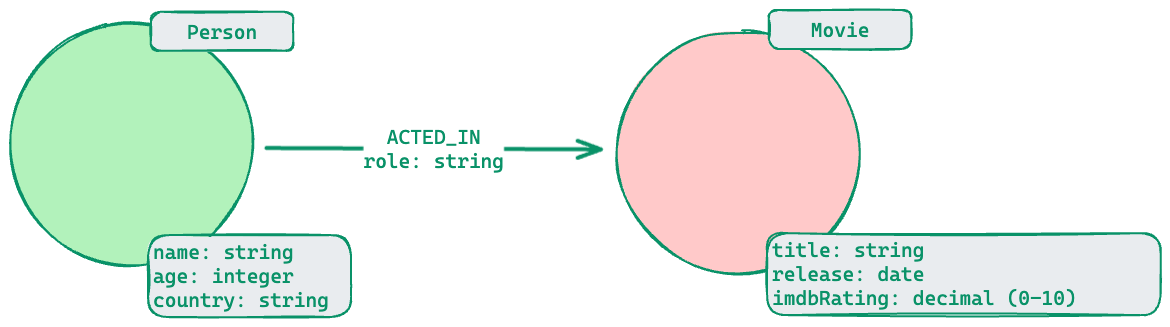 Person
Movie
ACTED_IN
role: string
name: string
age: integer
country: string
title: string
release: date
imdbRating: decimal (0-10)